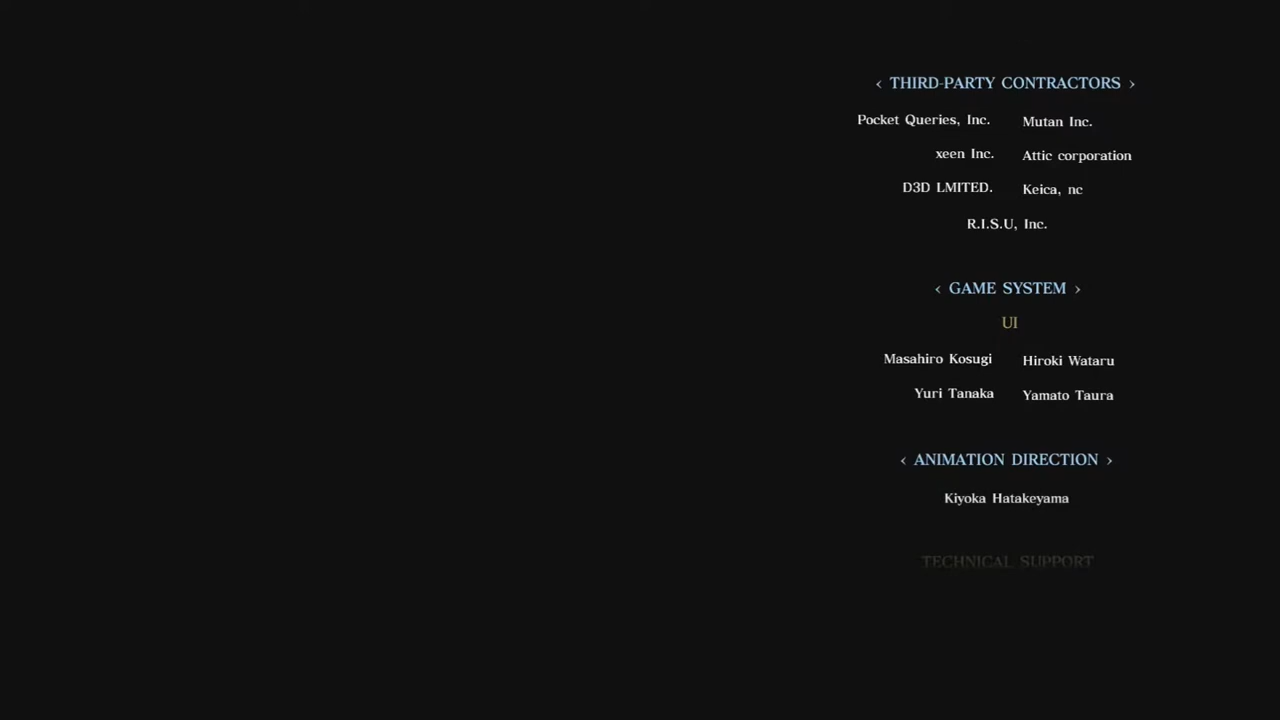 ‹ THIRD-PARTY CONTRACTORS ›
Pocket Queries, Inc. Mutan Inc.
xeen Inc. Attic corporation
D3D LMITED. Keica, nc
R.I.S.U, Inc.
‹ GAME SYSTEM ›
UI
Masahiro Kosugi Hiroki Wataru
Yuri Tanaka Yamato Taura
‹ ANIMATION DIRECTION ›
Kiyoka Hatakeyama
TECHNICAL SUPPORT